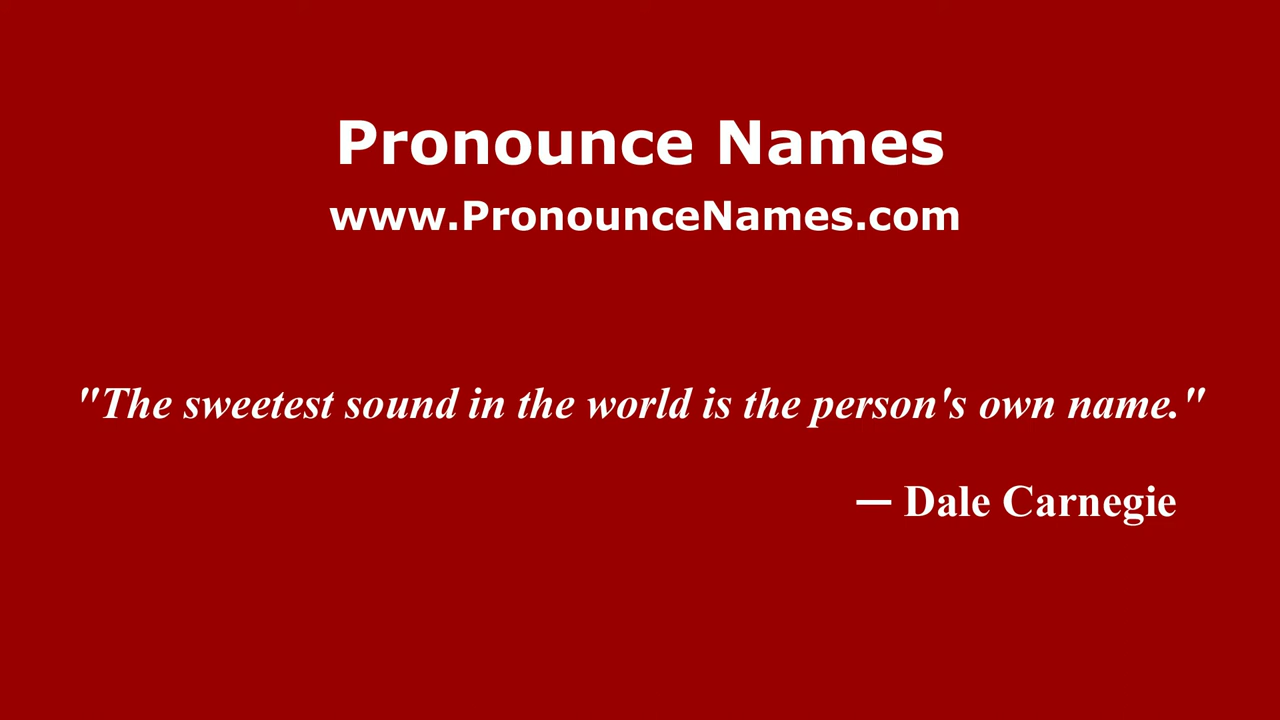 Pronounce Names
www.PronounceNames.com
"The sweetest sound in the world is the person's own name."
— Dale Carnegie